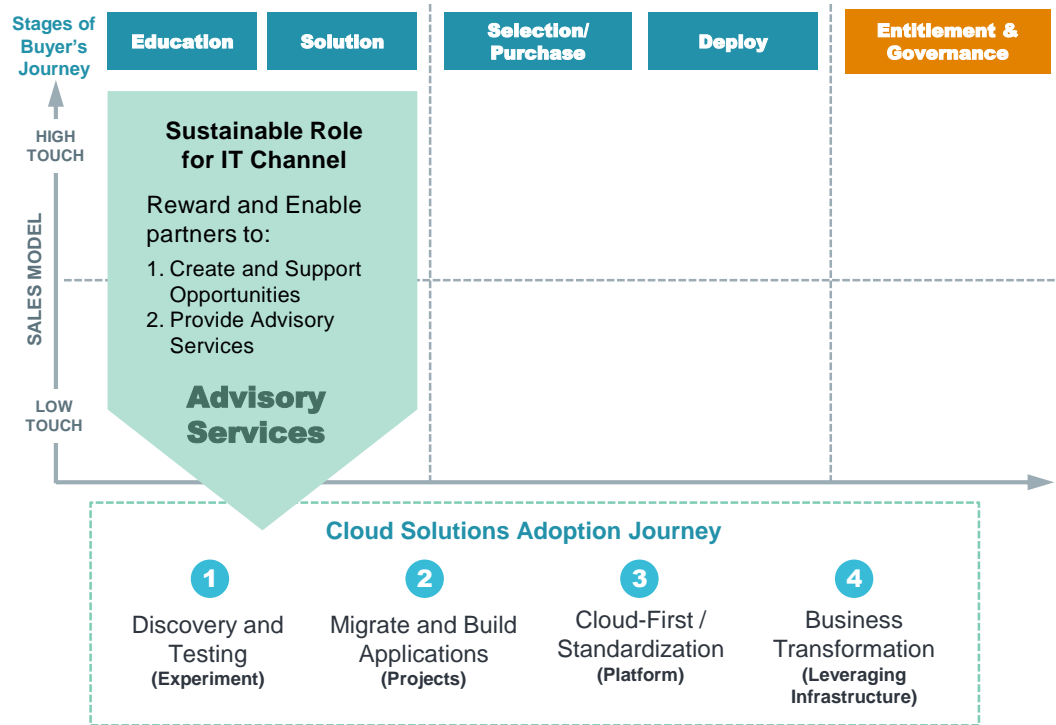 Stages of
Buyer's
Journey
Education
Solution
Selection/
Purchase
Deploy
Entitlement &
Governance
HIGH
TOUCH
SALES MODEL
LOW
TOUCH
Sustainable Role
for IT Channel
Reward and Enable
partners to:
1. Create and Support
Opportunities
2. Provide Advisory
Services
Advisory
Services
Cloud Solutions Adoption Journey
1
Discovery and
Testing
(Experiment)
2
Migrate and Build
Applications
(Projects)
3
Cloud-First /
Standardization
(Platform)
4
Business
Transformation
(Leveraging
Infrastructure)